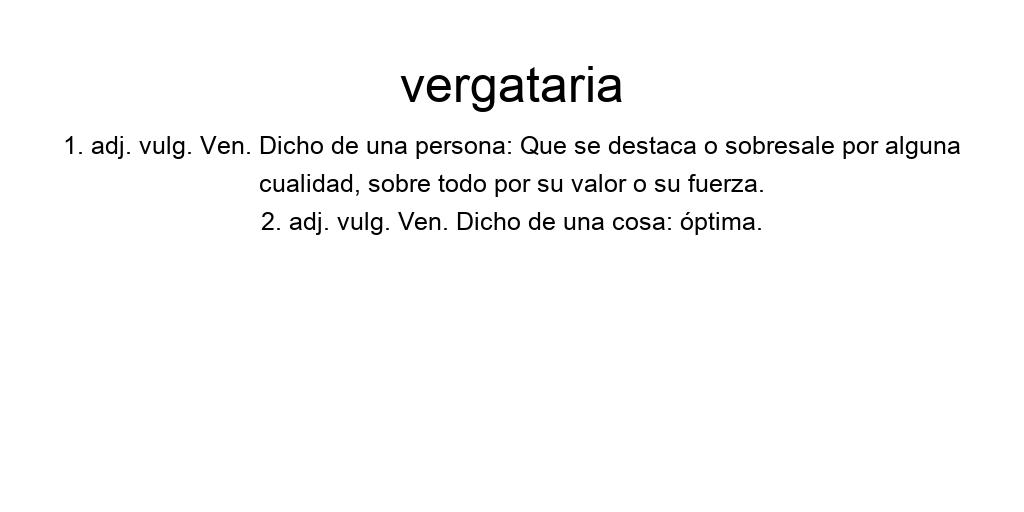 vergataria
1. adj. vulg. Ven. Dicho de una persona: Que se destaca o sobresale por alguna
cualidad, sobre todo por su valor o su fuerza.
2. adj. vulg. Ven. Dicho de una cosa: óptima.